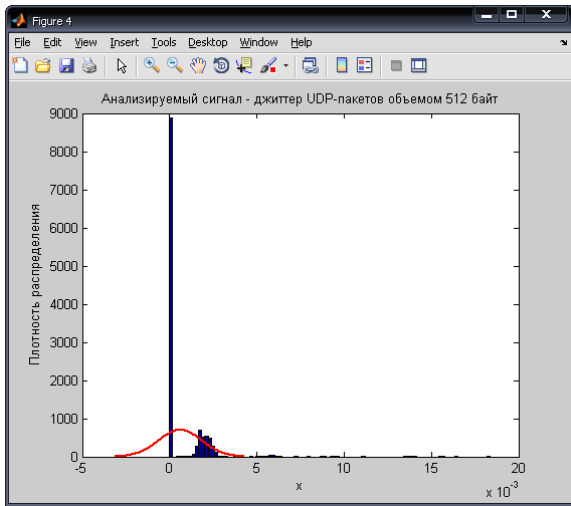 Figure 4
File Edit View Insert Tools Desktop Window Help
Анализируемый сигнал - джиттер UDP-пакетов объемом 512 байт
Плотность распределения
9000
8000
7000
6000
5000
4000
3000
2000
1000
0
-5 0 5 10 15 20
x
x 10^-3